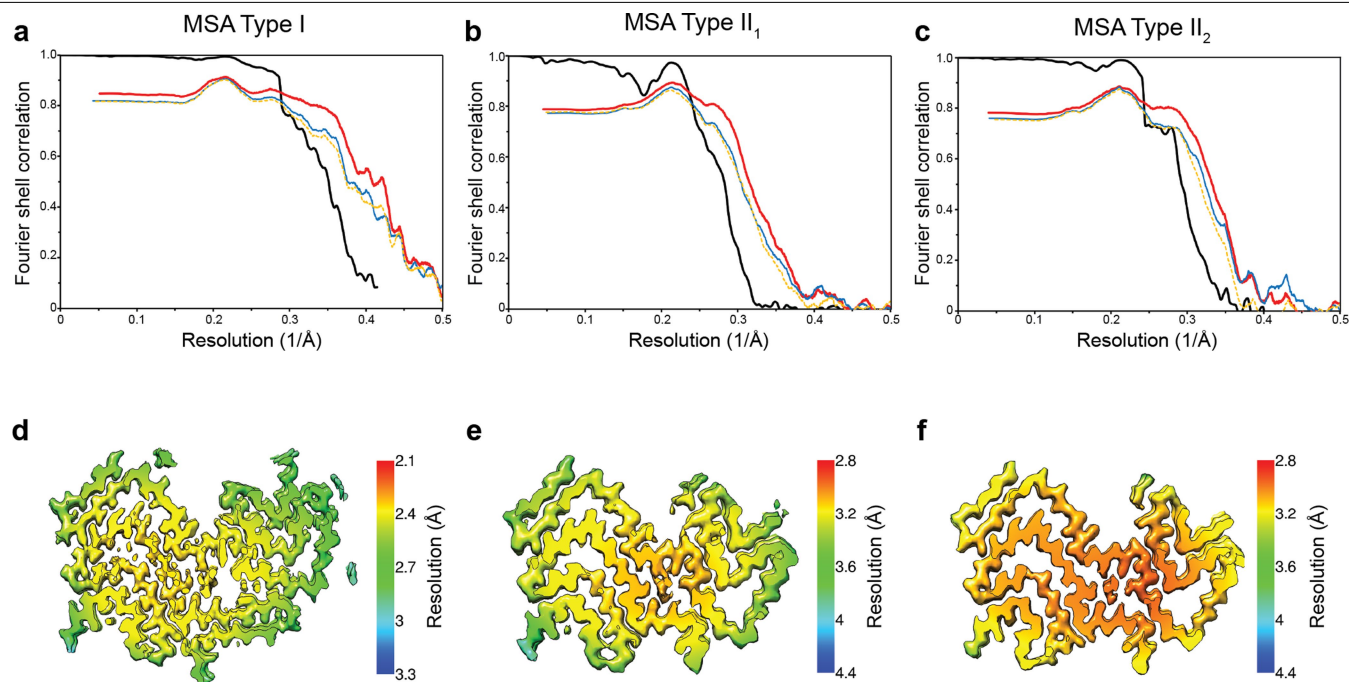 a
MSA Type I
1.0
0.8
0.6
0.4
0.2
0
Fourier shell correlation
0
0.1
0.2
0.3
0.4
0.5
Resolution (1/Å)
b
MSA Type II1
1.0
0.8
0.6
0.4
0.2
0
Fourier shell correlation
0
0.1
0.2
0.3
0.4
0.5
Resolution (1/Å)
c
MSA Type II2
1.0
0.8
0.6
0.4
0.2
0
Fourier shell correlation
0
0.1
0.2
0.3
0.4
0.5
Resolution (1/Å)
d
2.1
2.4
2.7
3
3.3
Resolution (Å)
e
2.8
3.2
3.6
4
4.4
Resolution (Å)
f
2.8
3.2
3.6
4
4.4
Resolution (Å)